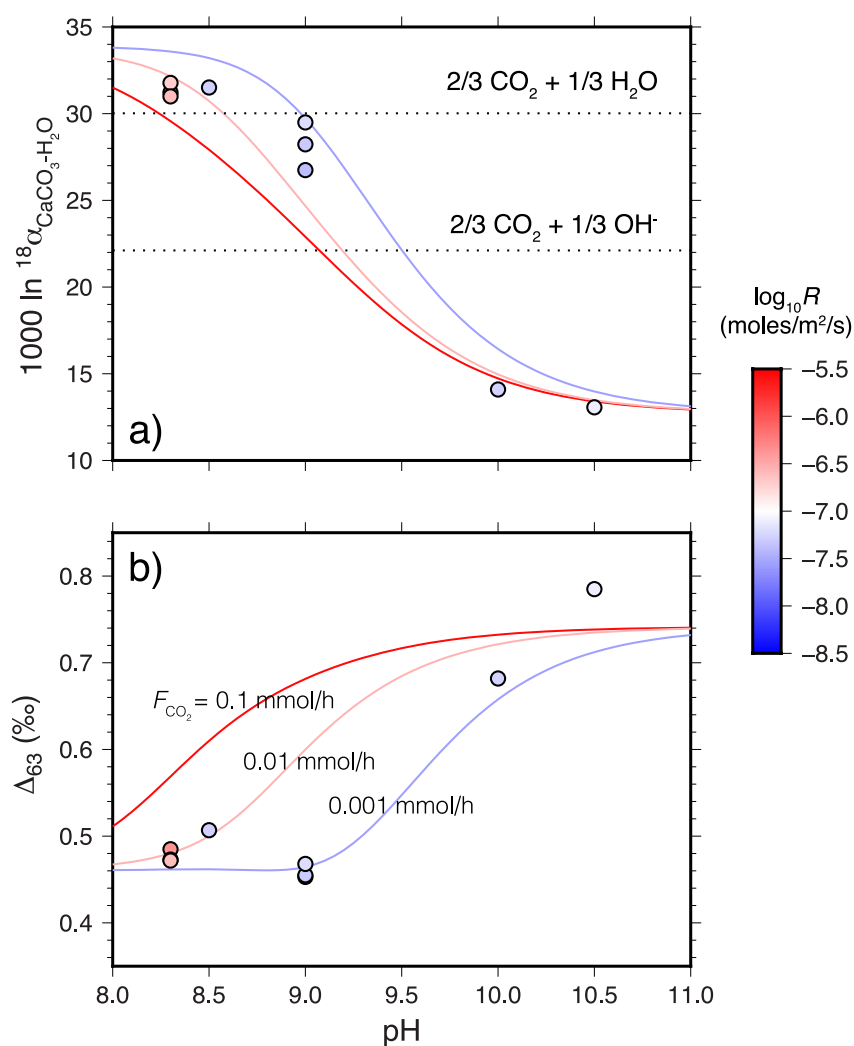 35
30
25
20
15
10
1000 ln ¹⁸α CaCO₃-H₂O
2/3 CO₂ + 1/3 H₂O
2/3 CO₂ + 1/3 OH⁻
a)
b)
0.8
0.7
0.6
0.5
0.4
Δ₆₃ (‰)
F_CO₂ = 0.1 mmol/h
0.01 mmol/h
0.001 mmol/h
8.0 8.5 9.0 9.5 10.0 10.5 11.0
pH
log₁₀R
(moles/m²/s)
−5.5
−6.0
−6.5
−7.0
−7.5
−8.0
−8.5